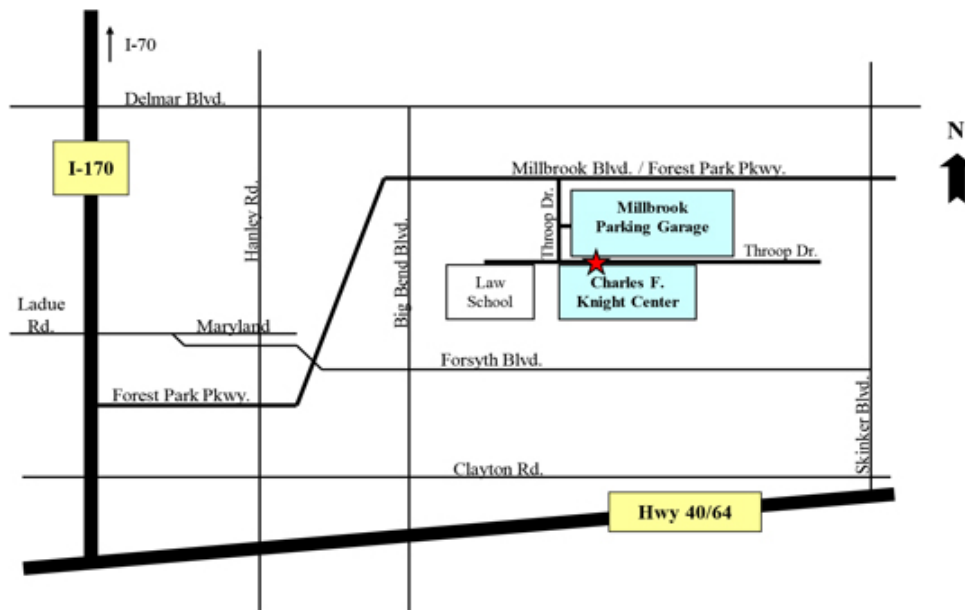 I-70
Delmar Blvd.
N
I-170
Millbrook Blvd. / Forest Park Pkwy.
Hanley Rd.
Big Bend Blvd.
Throop Dr.
Millbrook
Parking Garage
Throop Dr.
Law
School
Charles F.
Knight Center
Ladue
Rd.
Maryland
Forsyth Blvd.
Forest Park Pkwy.
Skinker Blvd.
Clayton Rd.
Hwy 40/64